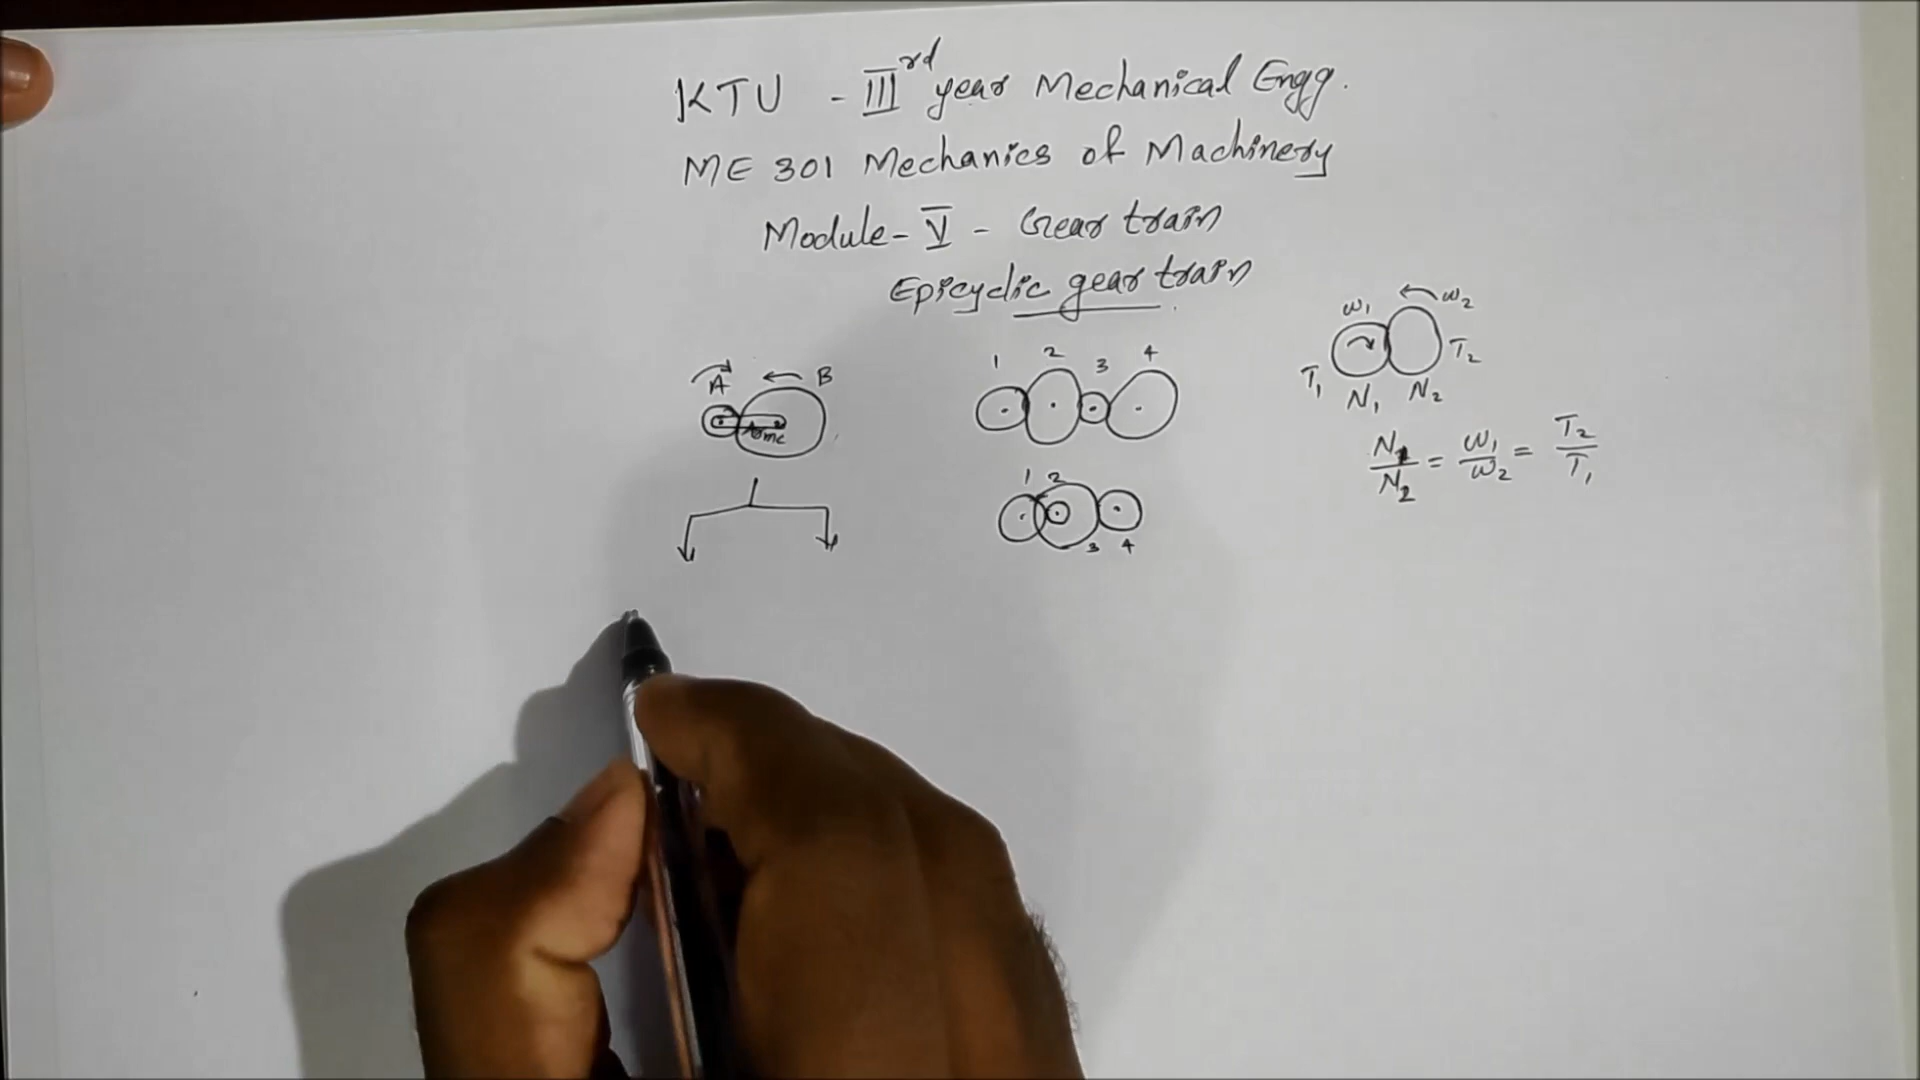 KTU - III rd year Mechanical Engg.
ME 301 Mechanics of Machinery
Module - V - Gear train
Epicyclic gear train
A B
1 2 3 4
1 2
3 4
ω1 ω2
T1 T2
N1 N2
N1/N2 = ω1/ω2 = T2/T1